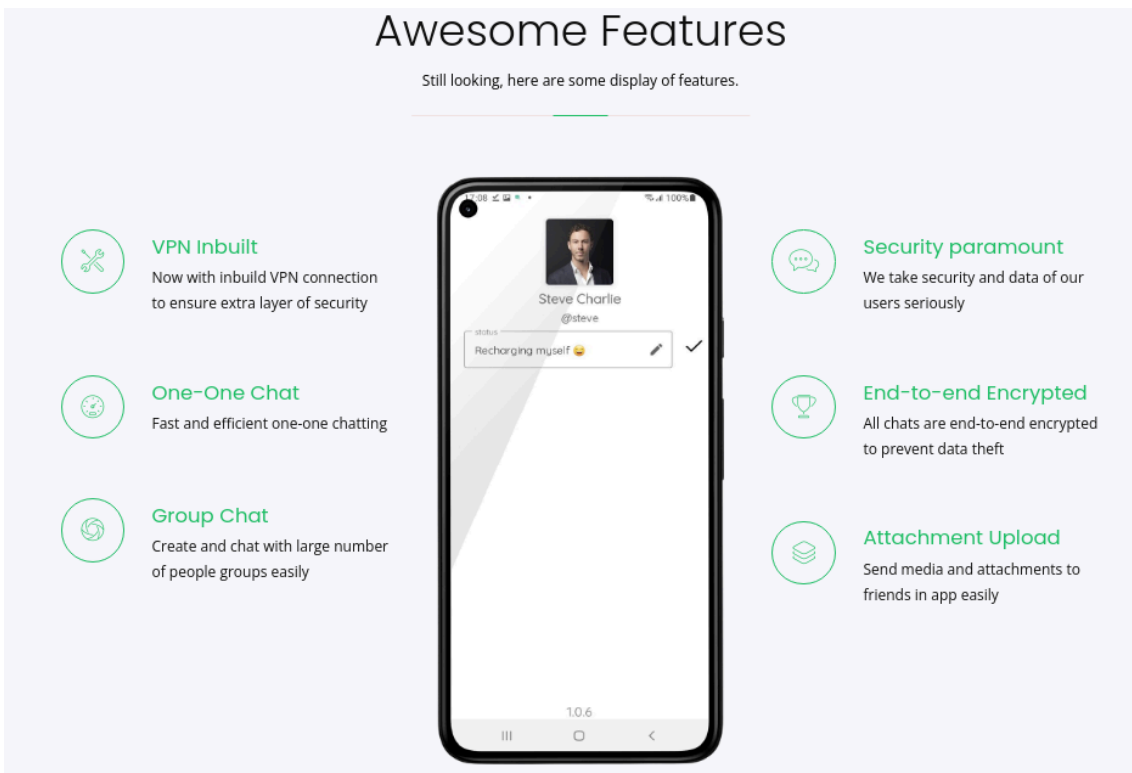 Awesome Features
Still looking, here are some display of features.
VPN Inbuilt
Now with inbuild VPN connection
to ensure extra layer of security
One-One Chat
Fast and efficient one-one chatting
Group Chat
Create and chat with large number
of people groups easily
17:08 100%
Steve Charlie
@steve
status
Recharging myself 😄
1.0.6
Security paramount
We take security and data of our
users seriously
End-to-end Encrypted
All chats are end-to-end encrypted
to prevent data theft
Attachment Upload
Send media and attachments to
friends in app easily